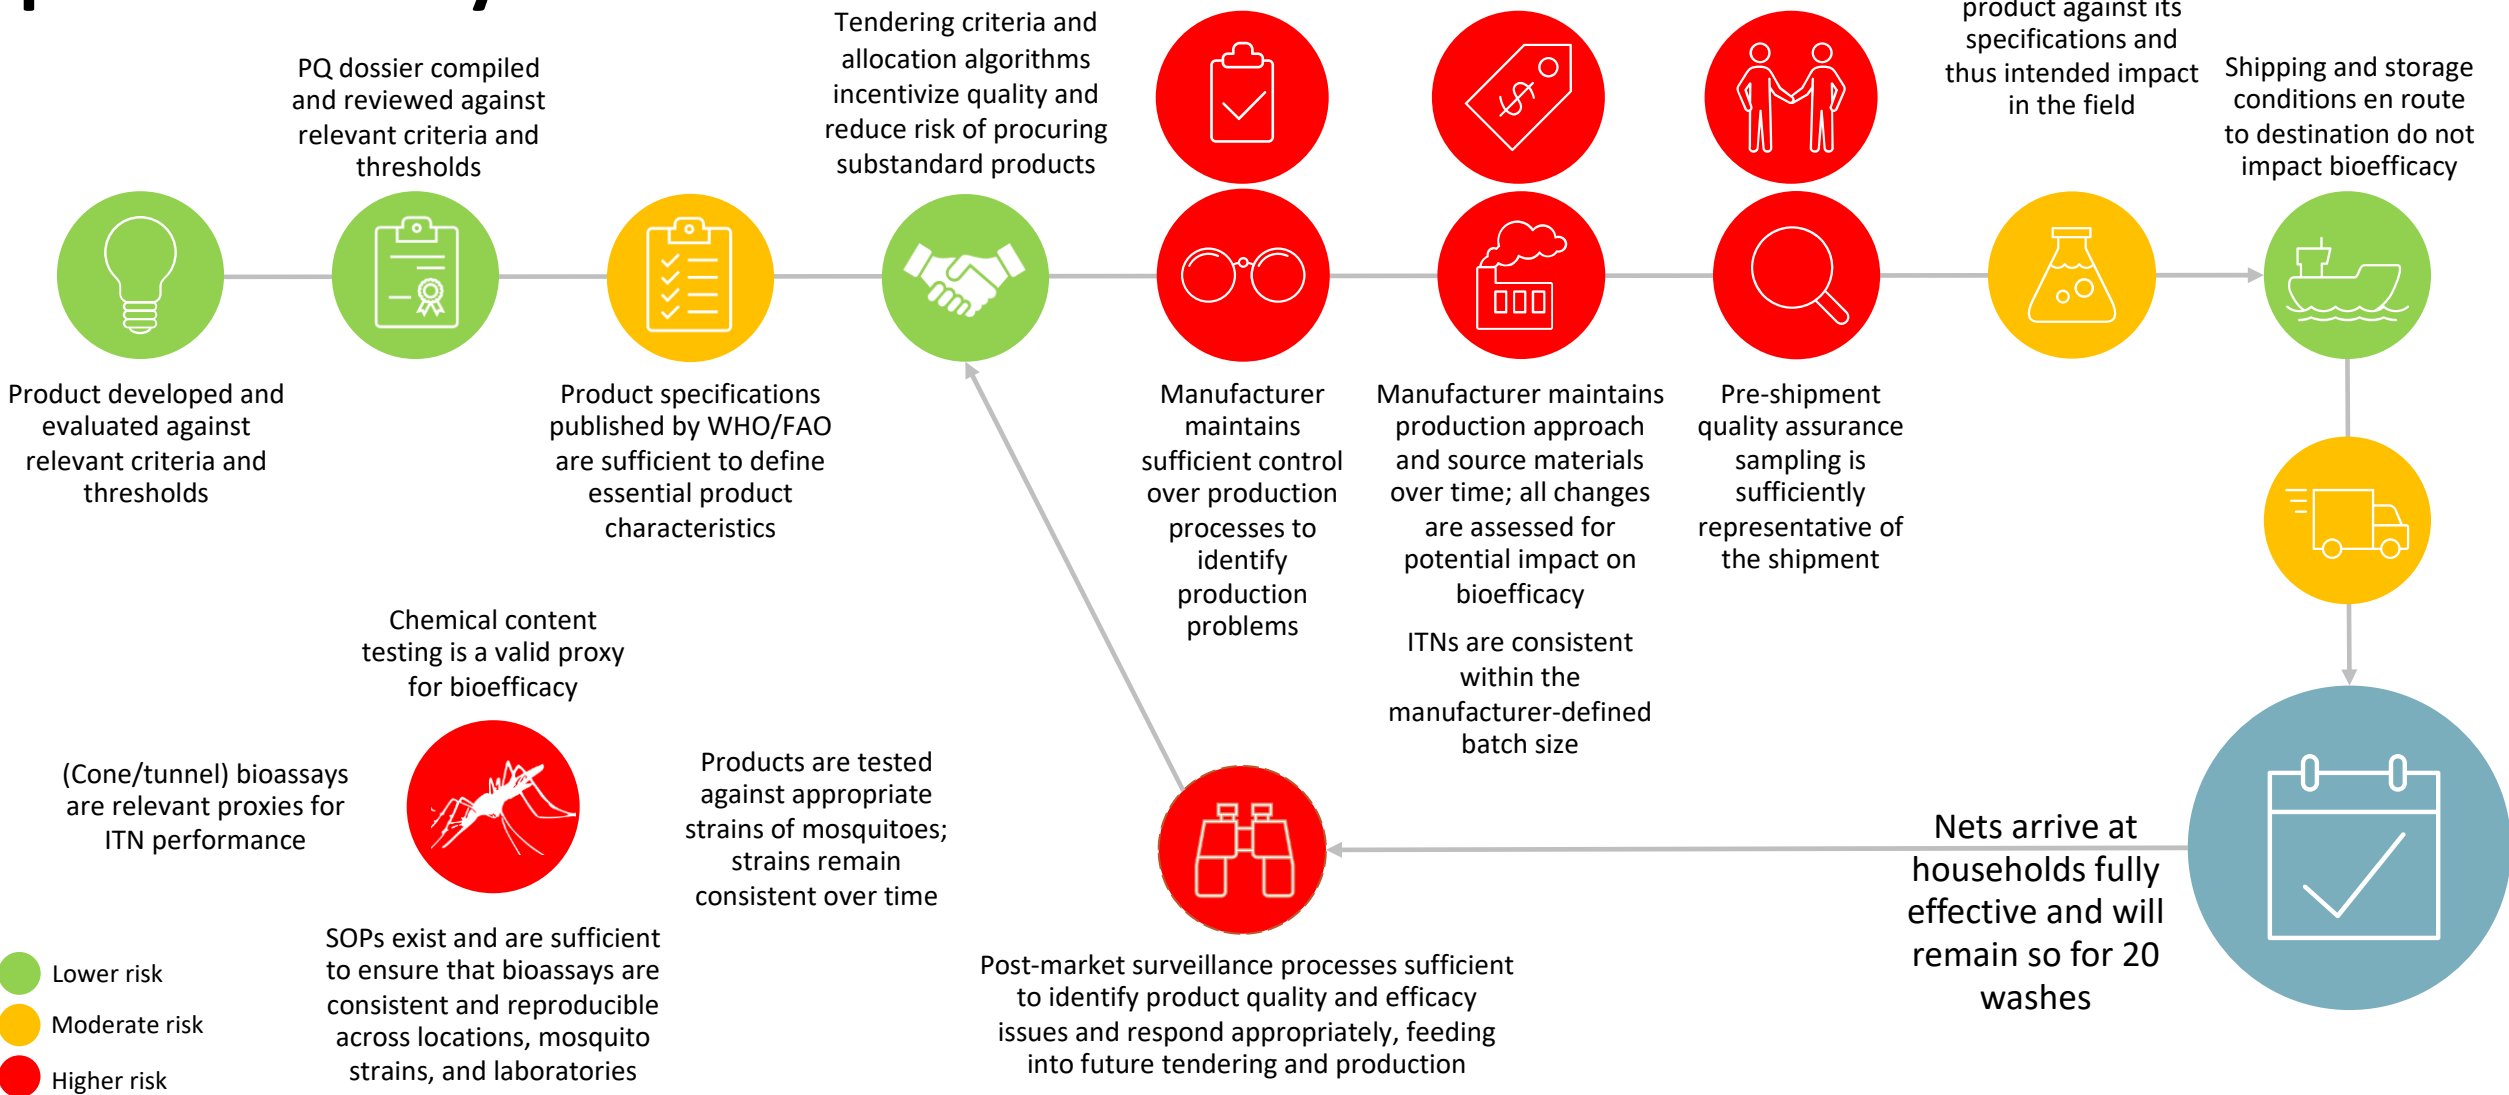 Tendering criteria and
allocation algorithms
incentivize quality and
reduce risk of procuring
substandard products
product against its
specifications and
thus intended impact
in the field
PQ dossier compiled
and reviewed against
relevant criteria and
thresholds
Shipping and storage
conditions en route
to destination do not
impact bioefficacy
Product developed and
evaluated against
relevant criteria and
thresholds
Product specifications
published by WHO/FAO
are sufficient to define
essential product
characteristics
Manufacturer
maintains
sufficient control
over production
processes to
identify
production
problems
Manufacturer maintains
production approach
and source materials
over time; all changes
are assessed for
potential impact on
bioefficacy
ITNs are consistent
within the
manufacturer-defined
batch size
Pre-shipment
quality assurance
sampling is
sufficiently
representative of
the shipment
Chemical content
testing is a valid proxy
for bioefficacy
(Cone/tunnel) bioassays
are relevant proxies for
ITN performance
Products are tested
against appropriate
strains of mosquitoes;
strains remain
consistent over time
SOPs exist and are sufficient
to ensure that bioassays are
consistent and reproducible
across locations, mosquito
strains, and laboratories
Nets arrive at
households fully
effective and will
remain so for 20
washes
Post-market surveillance processes sufficient
to identify product quality and efficacy
issues and respond appropriately, feeding
into future tendering and production
Lower risk
Moderate risk
Higher risk